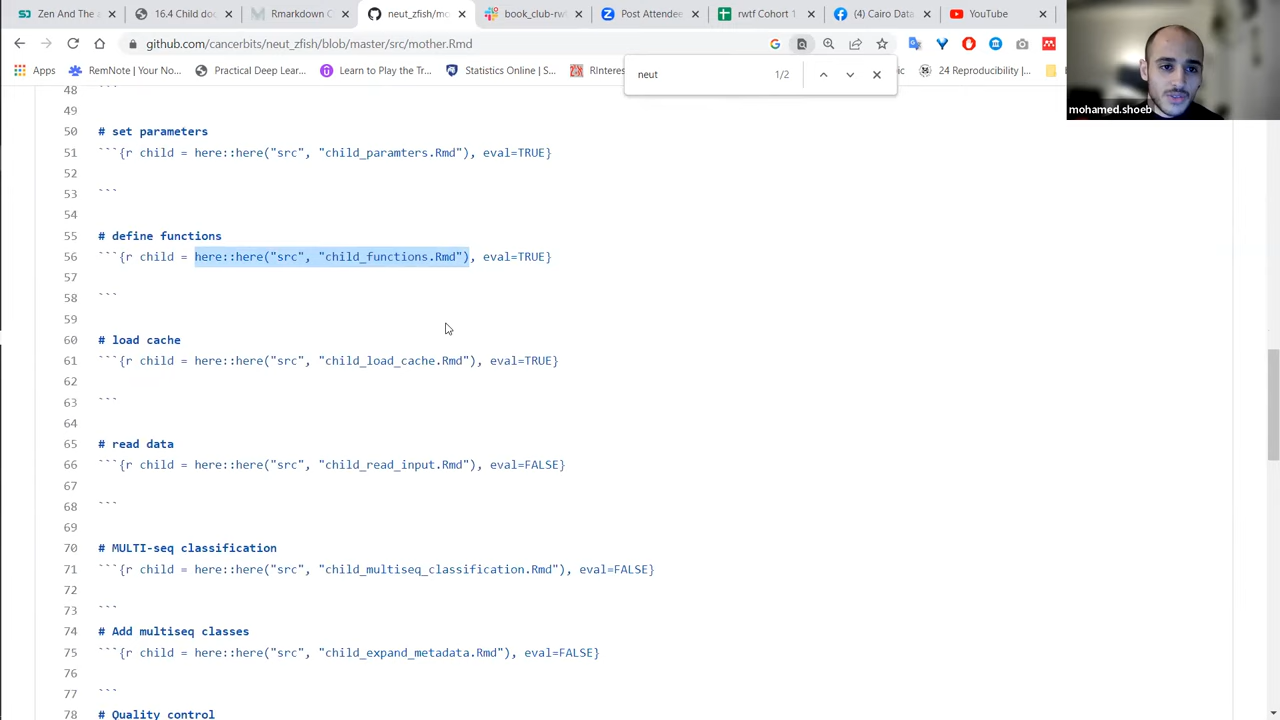 Zen And The a
16.4 Child doc
Rmarkdown C
neut_zfish/mo
book_club-rwt
Post Attendee
rwtf Cohort 1
(4) Cairo Data
YouTube
github.com/cancerbits/neut_zfish/blob/master/src/mother.Rmd
Apps
RemNote | Your No...
Practical Deep Lear...
Learn to Play the Tr...
Statistics Online | S...
RInteres
neut
1/2
ic
24 Reproducibility |...
mohamed.shoeb
48 ```
49
50 # set parameters
51 ```{r child = here::here("src", "child_paramters.Rmd"), eval=TRUE}
52
53 ```
54
55 # define functions
56 ```{r child = here::here("src", "child_functions.Rmd"), eval=TRUE}
57
58 ```
59
60 # load cache
61 ```{r child = here::here("src", "child_load_cache.Rmd"), eval=TRUE}
62
63 ```
64
65 # read data
66 ```{r child = here::here("src", "child_read_input.Rmd"), eval=FALSE}
67
68 ```
69
70 # MULTI-seq classification
71 ```{r child = here::here("src", "child_multiseq_classification.Rmd"), eval=FALSE}
72
73 ```
74 # Add multiseq classes
75 ```{r child = here::here("src", "child_expand_metadata.Rmd"), eval=FALSE}
76
77 ```
78 # Quality control